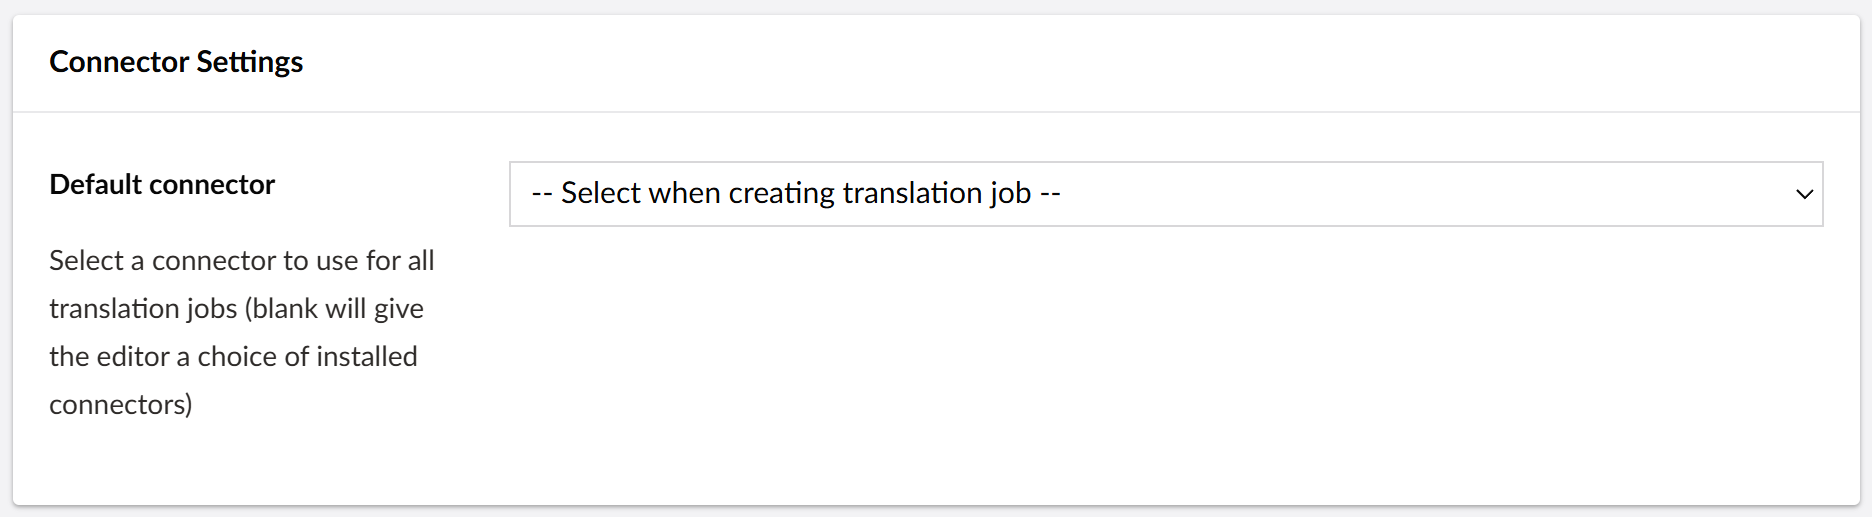 Connector Settings
Default connector
-- Select when creating translation job --
Select a connector to use for all
translation jobs (blank will give
the editor a choice of installed
connectors)